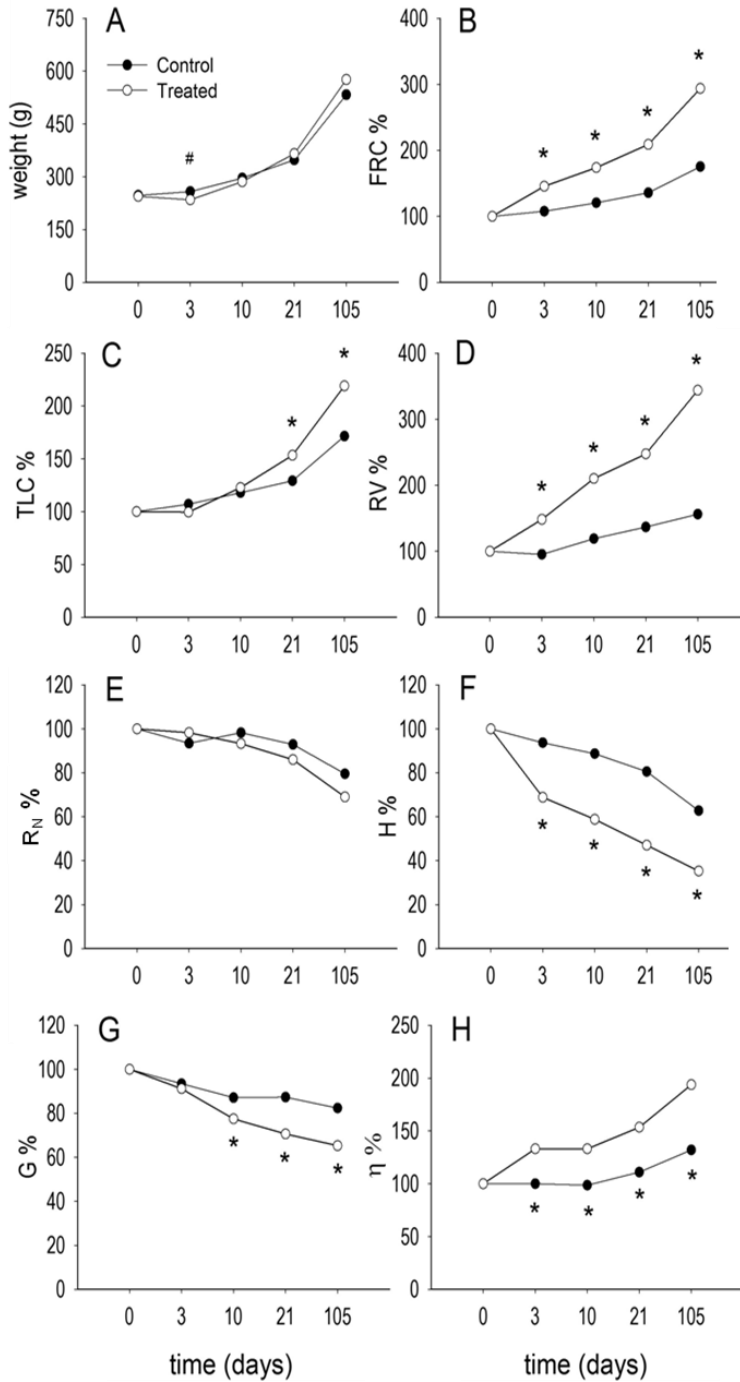 A
weight (g)
750
600
450
300
150
0
Control
Treated
#
0 3 10 21 105
B
FRC %
400
300
200
100
0
* * * *
0 3 10 21 105
C
TLC %
250
200
150
100
50
0
* *
0 3 10 21 105
D
RV %
400
300
200
100
0
* * * *
0 3 10 21 105
E
RN %
120
100
80
60
40
20
0
0 3 10 21 105
F
H %
120
100
80
60
40
20
0
* * * *
0 3 10 21 105
G
G %
120
100
80
60
40
20
0
* * *
0 3 10 21 105
time (days)
H
η %
250
200
150
100
50
0
* * * *
0 3 10 21 105
time (days)